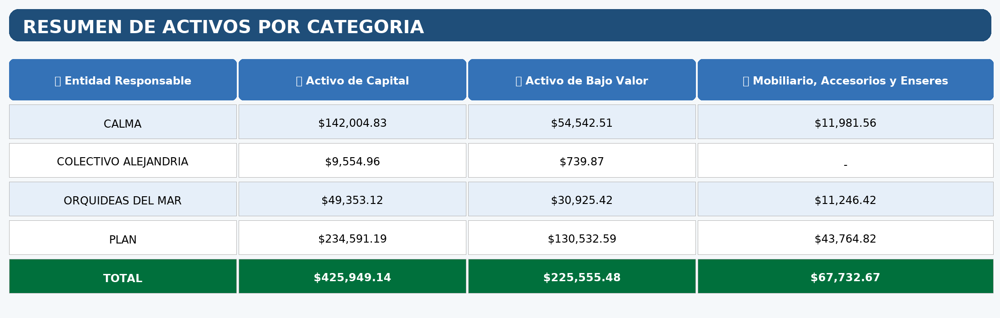 RESUMEN DE ACTIVOS POR CATEGORIA
Entidad Responsable Activo de Capital Activo de Bajo Valor Mobiliario, Accesorios y Enseres
CALMA $142,004.83 $54,542.51 $11,981.56
COLECTIVO ALEJANDRIA $9,554.96 $739.87 -
ORQUIDEAS DEL MAR $49,353.12 $30,925.42 $11,246.42
PLAN $234,591.19 $130,532.59 $43,764.82
TOTAL $425,949.14 $225,555.48 $67,732.67